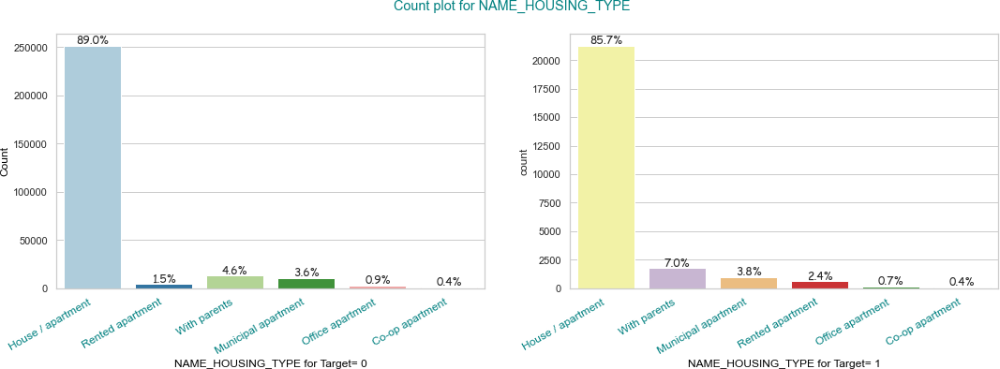 Count plot for NAME_HOUSING_TYPE
Count
250000
200000
150000
100000
50000
0
89.0%
1.5%
4.6%
3.6%
0.9%
0.4%
House / apartment
Rented apartment
With parents
Municipal apartment
Office apartment
Co-op apartment
NAME_HOUSING_TYPE for Target= 0
count
20000
17500
15000
12500
10000
7500
5000
2500
0
85.7%
7.0%
3.8%
2.4%
0.7%
0.4%
House / apartment
With parents
Municipal apartment
Rented apartment
Office apartment
Co-op apartment
NAME_HOUSING_TYPE for Target= 1